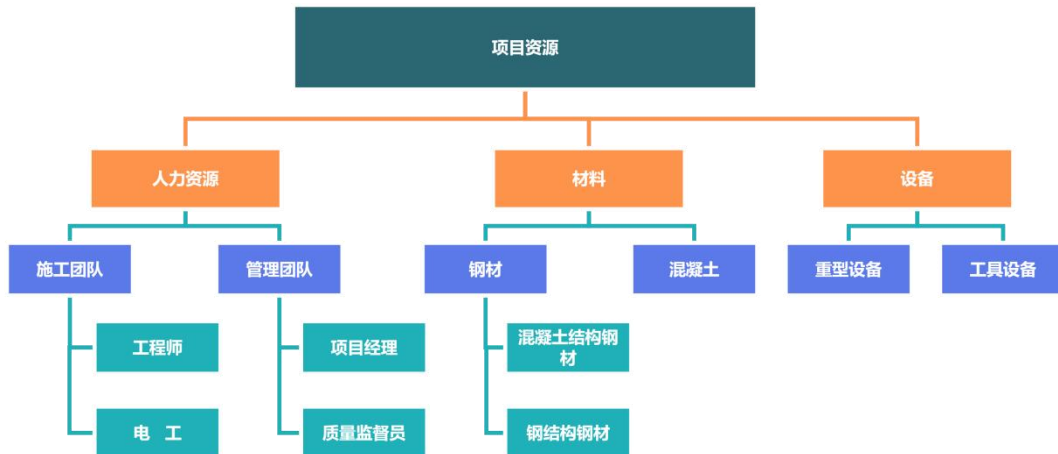 项目资源
人力资源
材料
设备
施工团队
管理团队
钢材
混凝土
重型设备
工具设备
工程师
项目经理
混凝土结构钢
材
电 工
质量监督员
钢结构钢材